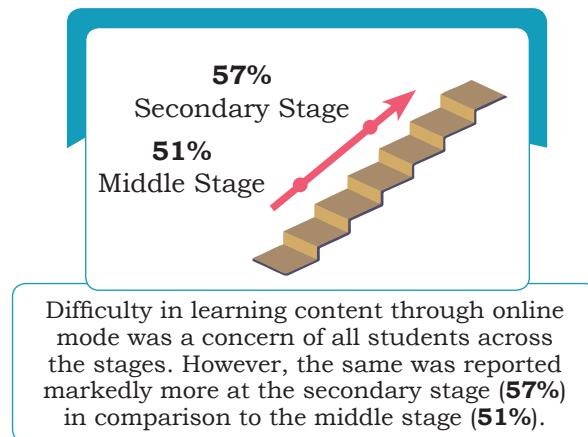 57%
Secondary Stage
51%
Middle Stage
Difficulty in learning content through online
mode was a concern of all students across
the stages. However, the same was reported
markedly more at the secondary stage (57%)
in comparison to the middle stage (51%).